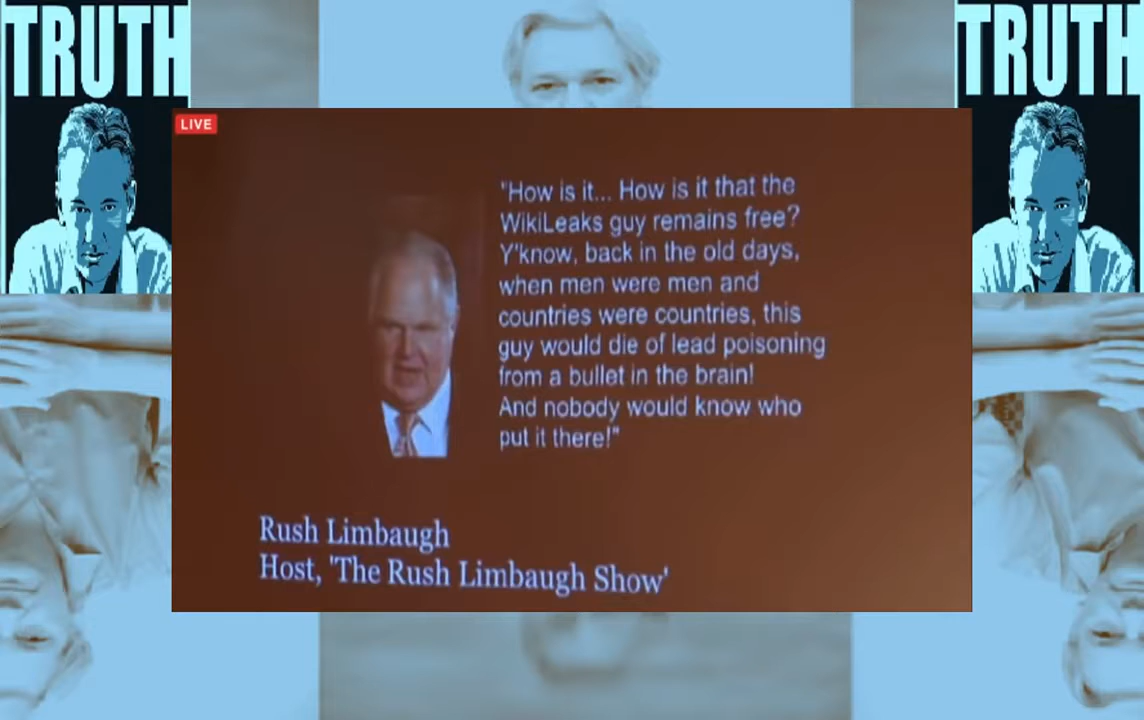 TRUTH
TRUTH
LIVE
"How is it... How is it that the
WikiLeaks guy remains free?
Y'know, back in the old days,
when men were men and
countries were countries, this
guy would die of lead poisoning
from a bullet in the brain!
And nobody would know who
put it there!"
Rush Limbaugh
Host, 'The Rush Limbaugh Show'